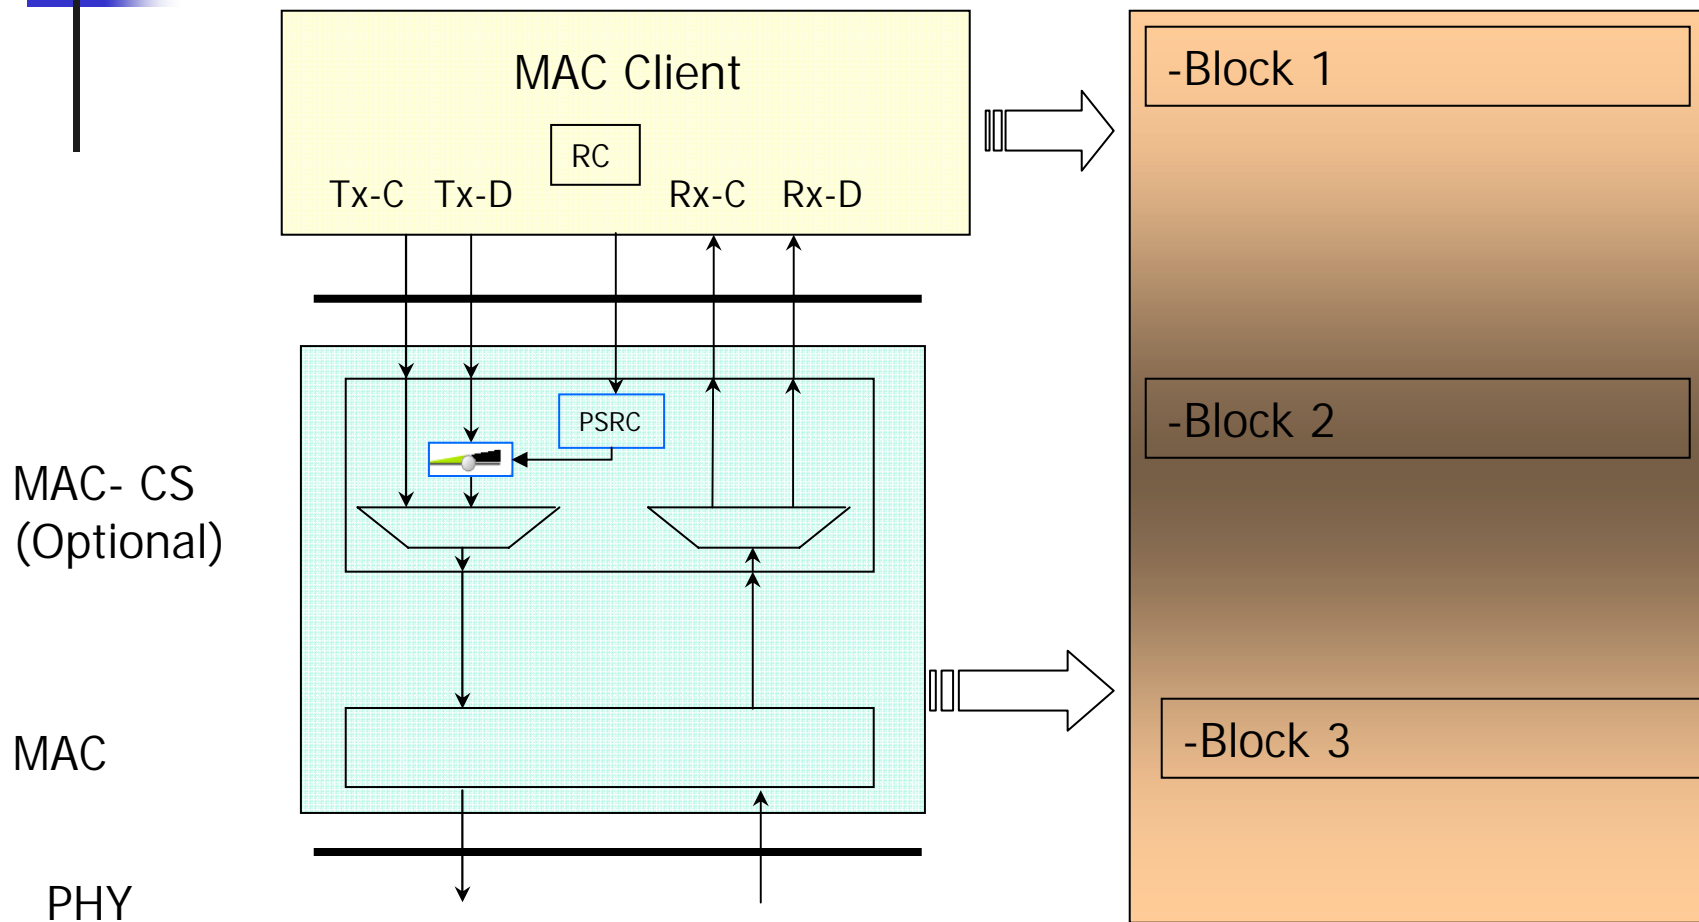 MAC Client
RC
Tx-C Tx-D Rx-C Rx-D
PSRC
MAC- CS
(Optional)
MAC
PHY
-Block 1
-Block 2
-Block 3